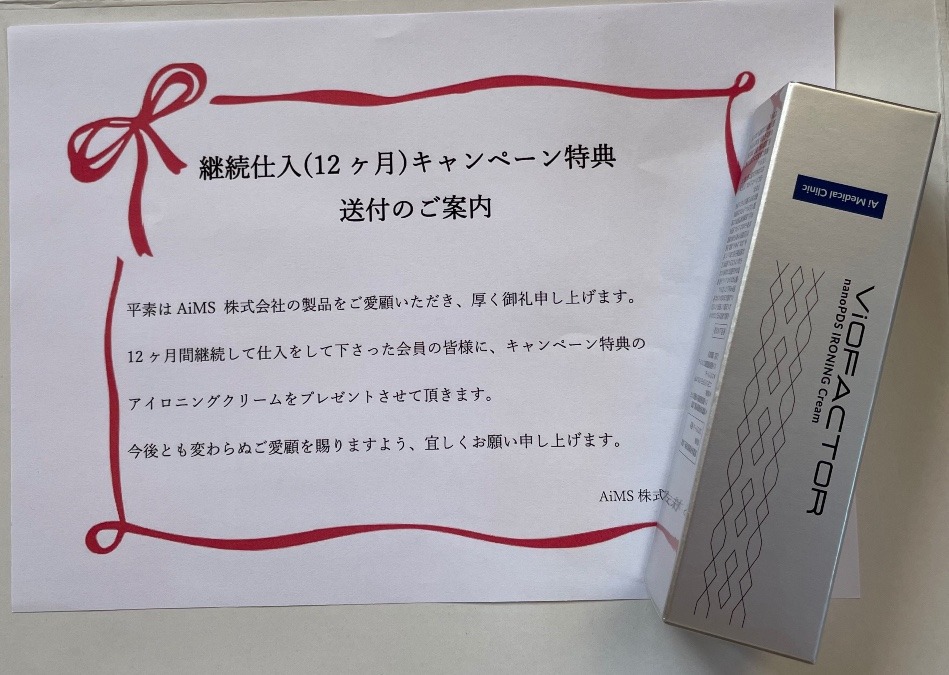 継続仕入(12ヶ月)キャンペーン特典
送付のご案内
平素は AiMS 株式会社の製品をご愛顧いただき、厚く御礼申し上げます。
12ヶ月間継続して仕入をして下さった会員の皆様に、キャンペーン特典の
アイロニングクリームをプレゼントさせて頂きます。
今後とも変わらぬご愛顧を賜りますよう、宜しくお願い申し上げます。
AiMS 株式
Ai Medical Clinic
ViOFACTOR
nanoPDS IRONING Cream